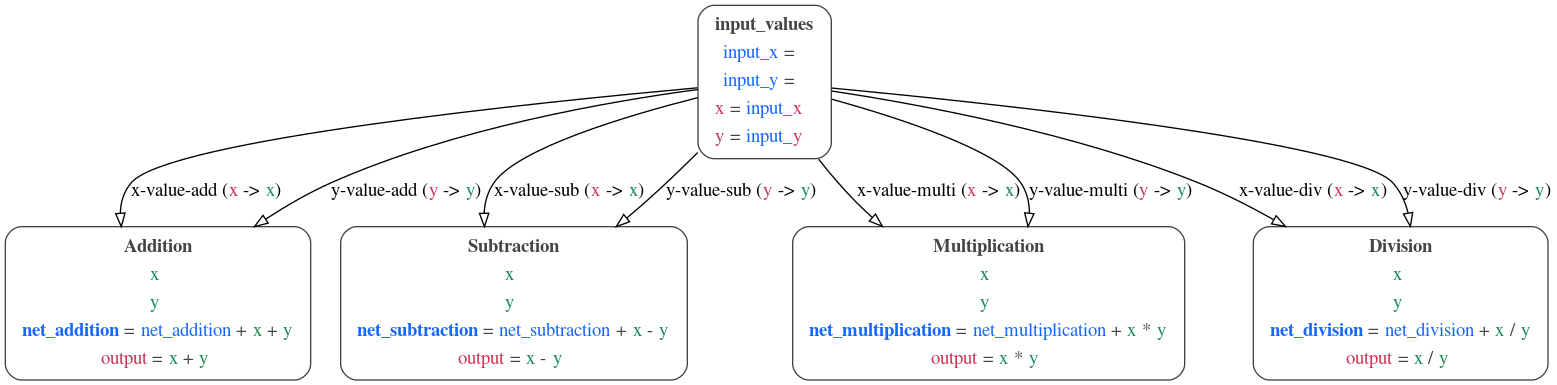 input_values
input_x =
input_y =
x = input_x
y = input_y
x-value-add (x -> x)
y-value-add (y -> y)
x-value-sub (x -> x)
y-value-sub (y -> y)
x-value-multi (x -> x)
y-value-multi (y -> y)
x-value-div (x -> x)
y-value-div (y -> y)
Addition
x
y
net_addition = net_addition + x + y
output = x + y
Subtraction
x
y
net_subtraction = net_subtraction + x - y
output = x - y
Multiplication
x
y
net_multiplication = net_multiplication + x * y
output = x * y
Division
x
y
net_division = net_division + x / y
output = x / y